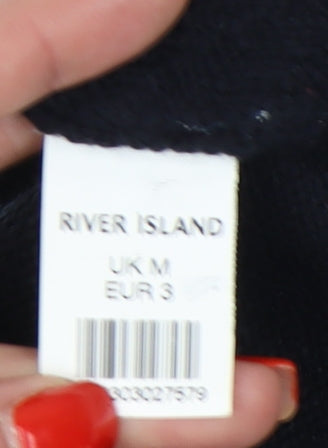 RIVER ISLAND
UK M
EUR 3
303027579